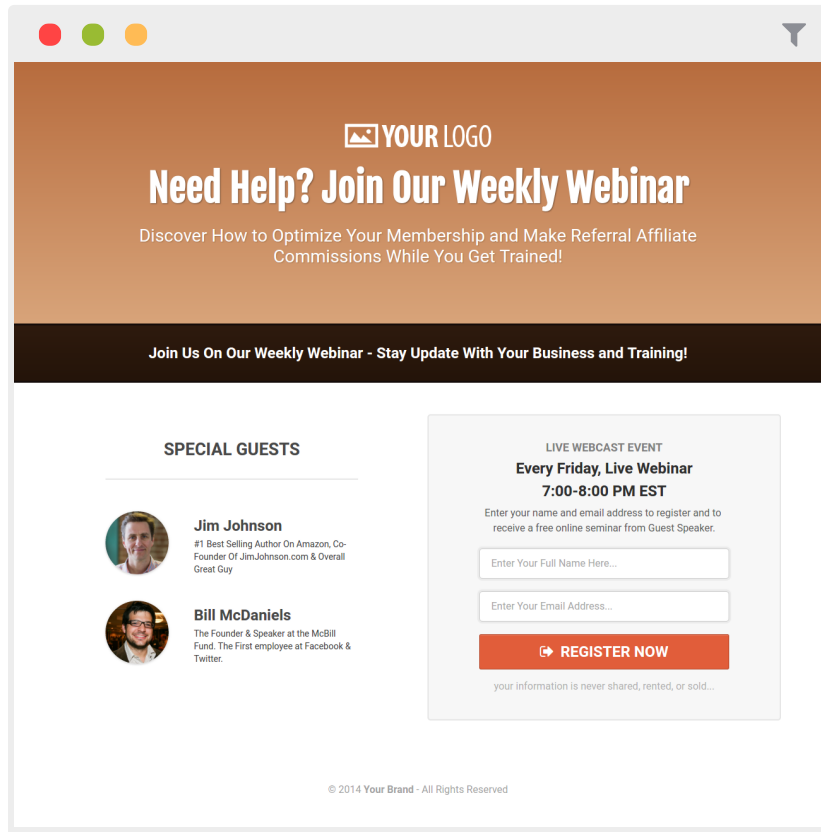 YOUR LOGO
Need Help? Join Our Weekly Webinar
Discover How to Optimize Your Membership and Make Referral Affiliate
Commissions While You Get Trained!
Join Us On Our Weekly Webinar - Stay Update With Your Business and Training!
SPECIAL GUESTS
Jim Johnson
#1 Best Selling Author On Amazon, Co-
Founder Of JimJohnson.com & Overall
Great Guy
Bill McDaniels
The Founder & Speaker at the McBill
Fund. The First employee at Facebook &
Twitter.
LIVE WEBCAST EVENT
Every Friday, Live Webinar
7:00-8:00 PM EST
Enter your name and email address to register and to
receive a free online seminar from Guest Speaker.
Enter Your Full Name Here...
Enter Your Email Address...
REGISTER NOW
your information is never shared, rented, or sold...
© 2014 Your Brand - All Rights Reserved